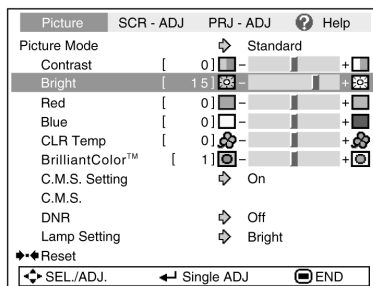 Picture SCR - ADJ PRJ - ADJ ? Help
Picture Mode Standard
Contrast [ 0] - +
Bright [ 15] - +
Red [ 0] - +
Blue [ 0] - +
CLR Temp [ 0] - +
BrilliantColor™ [ 1] - +
C.M.S. Setting On
C.M.S.
DNR Off
Lamp Setting Bright
Reset
SEL./ADJ. Single ADJ END